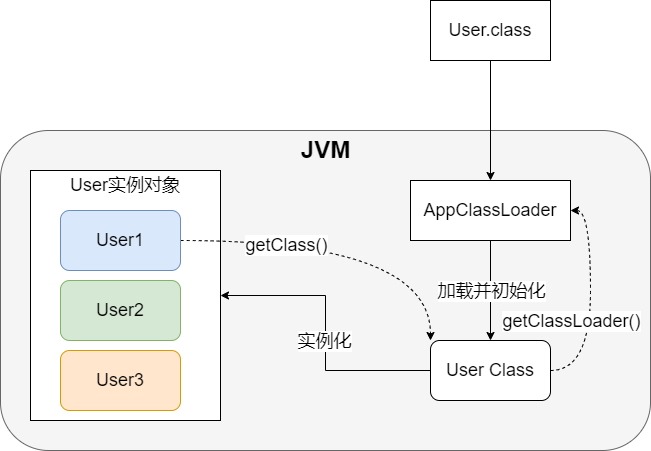 User.class
JVM
User实例对象
User1
AppClassLoader
getClass()
加载并初始化
User2
getClassLoader()
实例化
User3
User Class